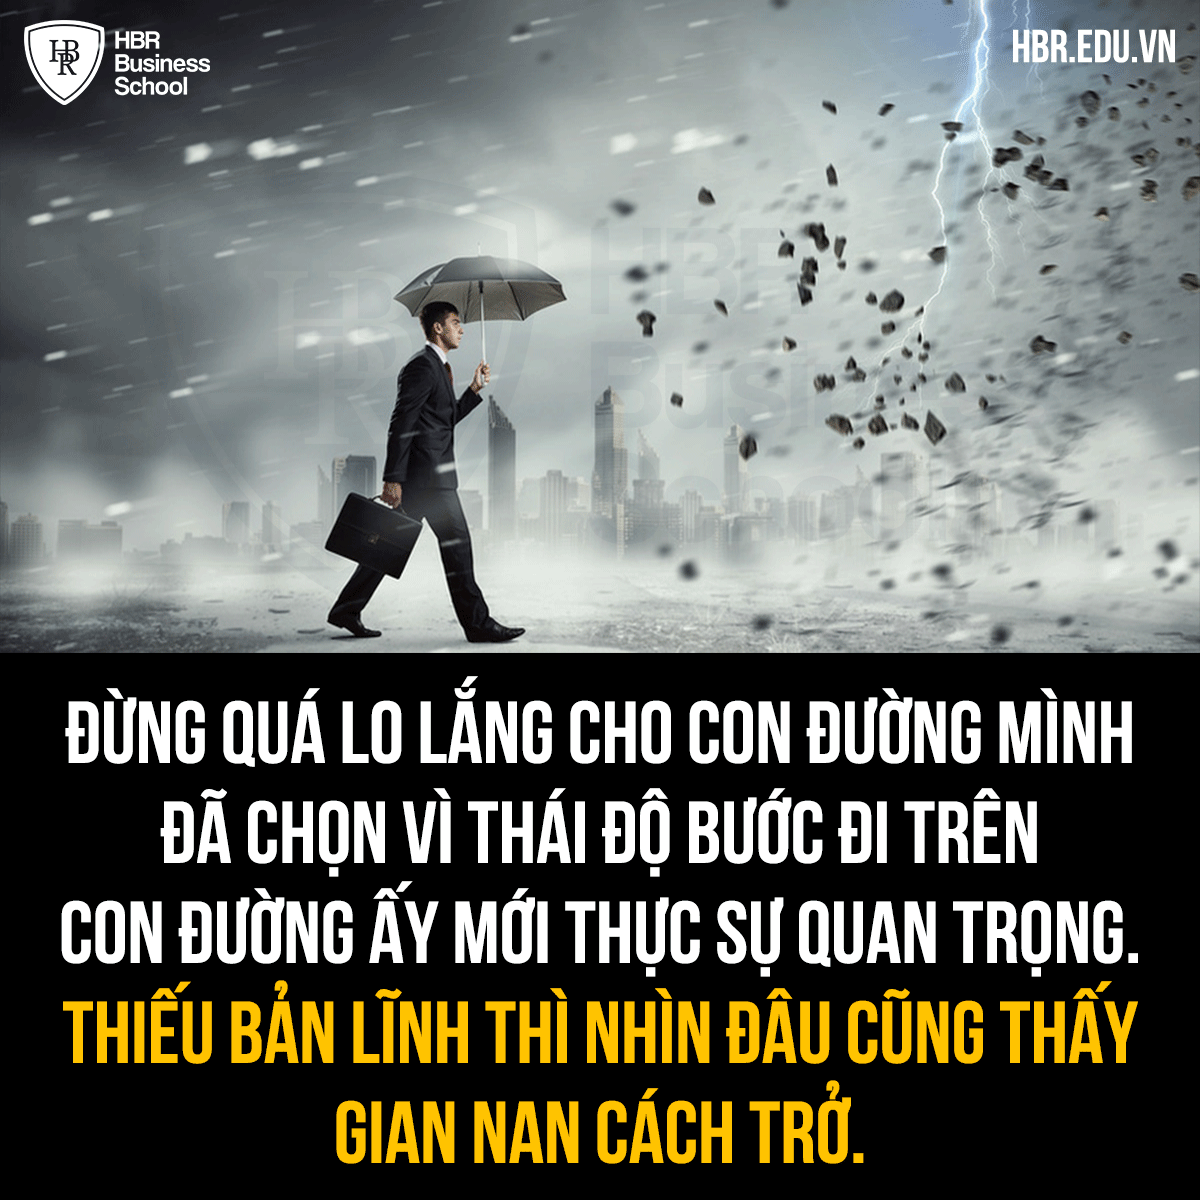 HBR
Business
School
HBR.EDU.VN
ĐỪNG QUÁ LO LẮNG CHO CON ĐƯỜNG MÌNH
ĐÃ CHỌN VÌ THÁI ĐỘ BƯỚC ĐI TRÊN
CON ĐƯỜNG ẤY MỚI THỰC SỰ QUAN TRỌNG.
THIẾU BẢN LĨNH THÌ NHÌN ĐÂU CŨNG THẤY
GIAN NAN CÁCH TRỞ.